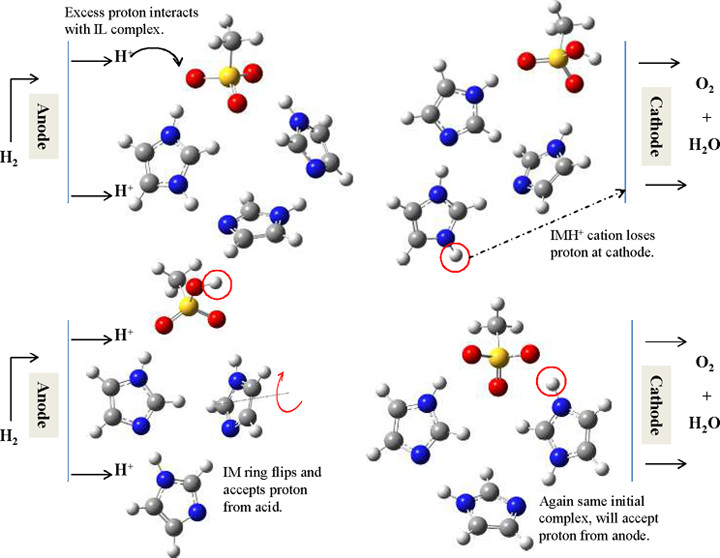 Excess proton interacts
with IL complex.
H⁺
Anode
H₂
H⁺
O₂
+
H₂O
Cathode
IMH⁺ cation loses
proton at cathode.
H⁺
Anode
H₂
H⁺
IM ring flips and
accepts proton
from acid.
O₂
+
H₂O
Cathode
Again same initial
complex, will accept
proton from anode.